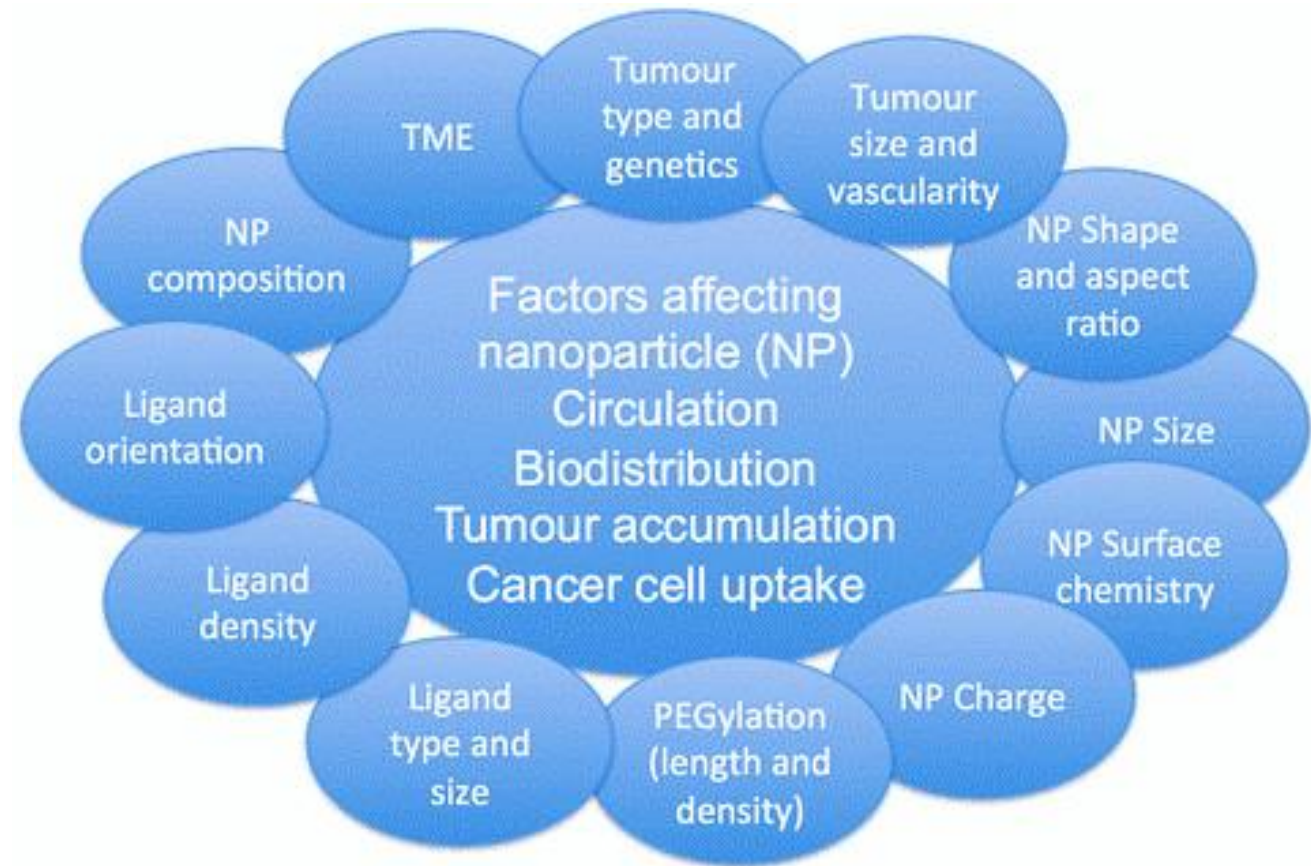 Tumour
type and
genetics
Tumour
size and
vascularity
NP Shape
and aspect
ratio
NP Size
NP Surface
chemistry
NP Charge
PEGylation
(length and
density)
Ligand
type and
size
Ligand
density
Ligand
orientation
NP
composition
TME
Factors affecting
nanoparticle (NP)
Circulation
Biodistribution
Tumour accumulation
Cancer cell uptake